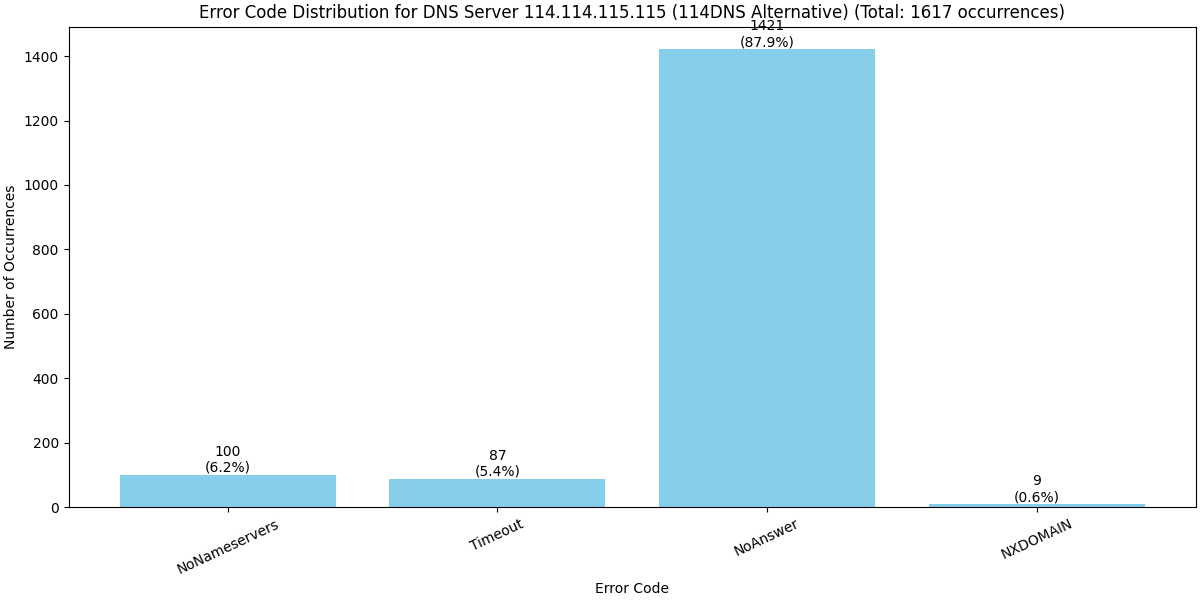 Error Code Distribution for DNS Server 114.114.115.115 (114DNS Alternative) (Total: 1617 occurrences)
Number of Occurrences
1400
1200
1000
800
600
400
200
0
100
(6.2%)
87
(5.4%)
1421
(87.9%)
9
(0.6%)
NoNameservers
Timeout
NoAnswer
NXDOMAIN
Error Code